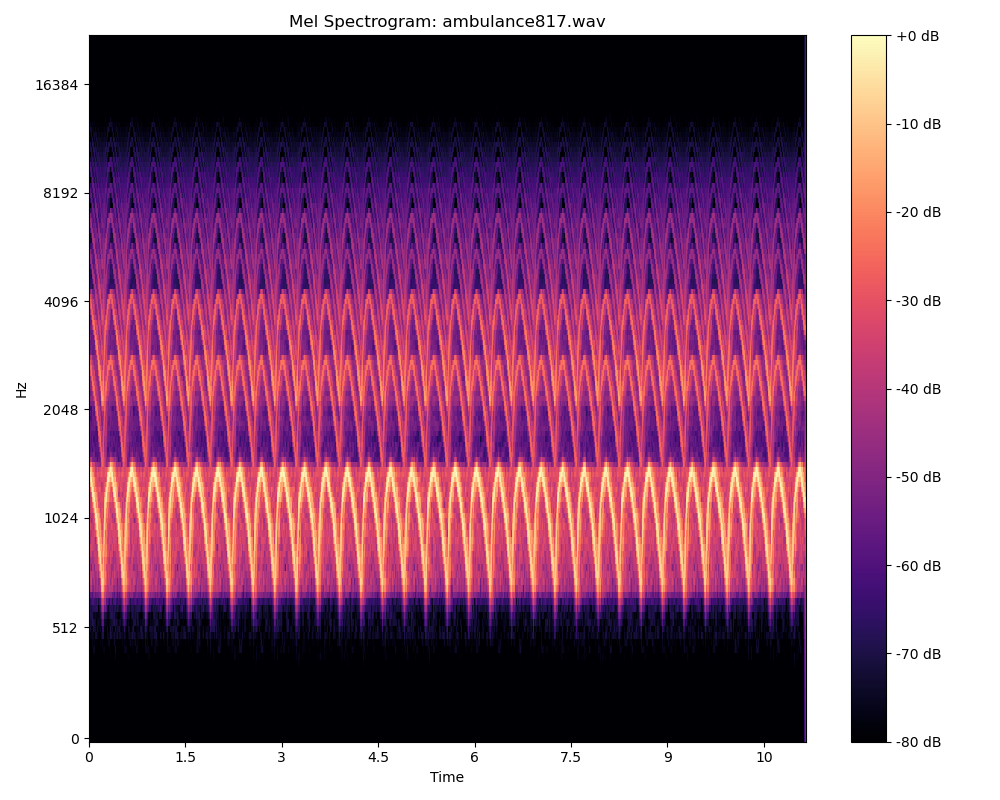 Mel Spectrogram: ambulance817.wav
Hz
16384
8192
4096
2048
1024
512
0
0 1.5 3 4.5 6 7.5 9 10
Time
+0 dB
-10 dB
-20 dB
-30 dB
-40 dB
-50 dB
-60 dB
-70 dB
-80 dB